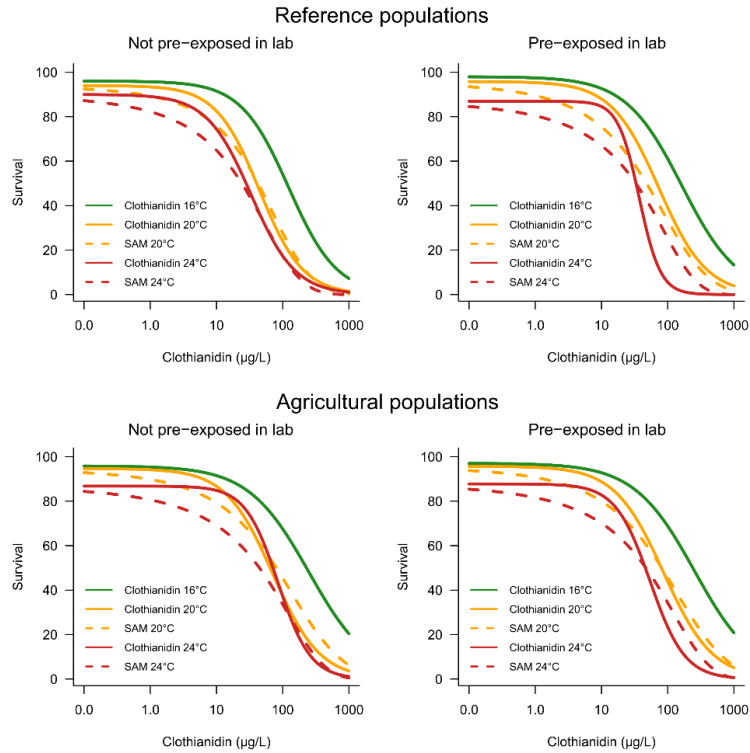 Reference populations
Not pre−exposed in lab
Survival
100
80
60
40
20
0
Clothianidin 16°C
Clothianidin 20°C
SAM 20°C
Clothianidin 24°C
SAM 24°C
0.0 1.0 10 100 1000
Clothianidin (µg/L)
Pre−exposed in lab
Survival
100
80
60
40
20
0
Clothianidin 16°C
Clothianidin 20°C
SAM 20°C
Clothianidin 24°C
SAM 24°C
0.0 1.0 10 100 1000
Clothianidin (µg/L)
Agricultural populations
Not pre−exposed in lab
Survival
100
80
60
40
20
0
Clothianidin 16°C
Clothianidin 20°C
SAM 20°C
Clothianidin 24°C
SAM 24°C
0.0 1.0 10 100 1000
Clothianidin (µg/L)
Pre−exposed in lab
Survival
100
80
60
40
20
0
Clothianidin 16°C
Clothianidin 20°C
SAM 20°C
Clothianidin 24°C
SAM 24°C
0.0 1.0 10 100 1000
Clothianidin (µg/L)